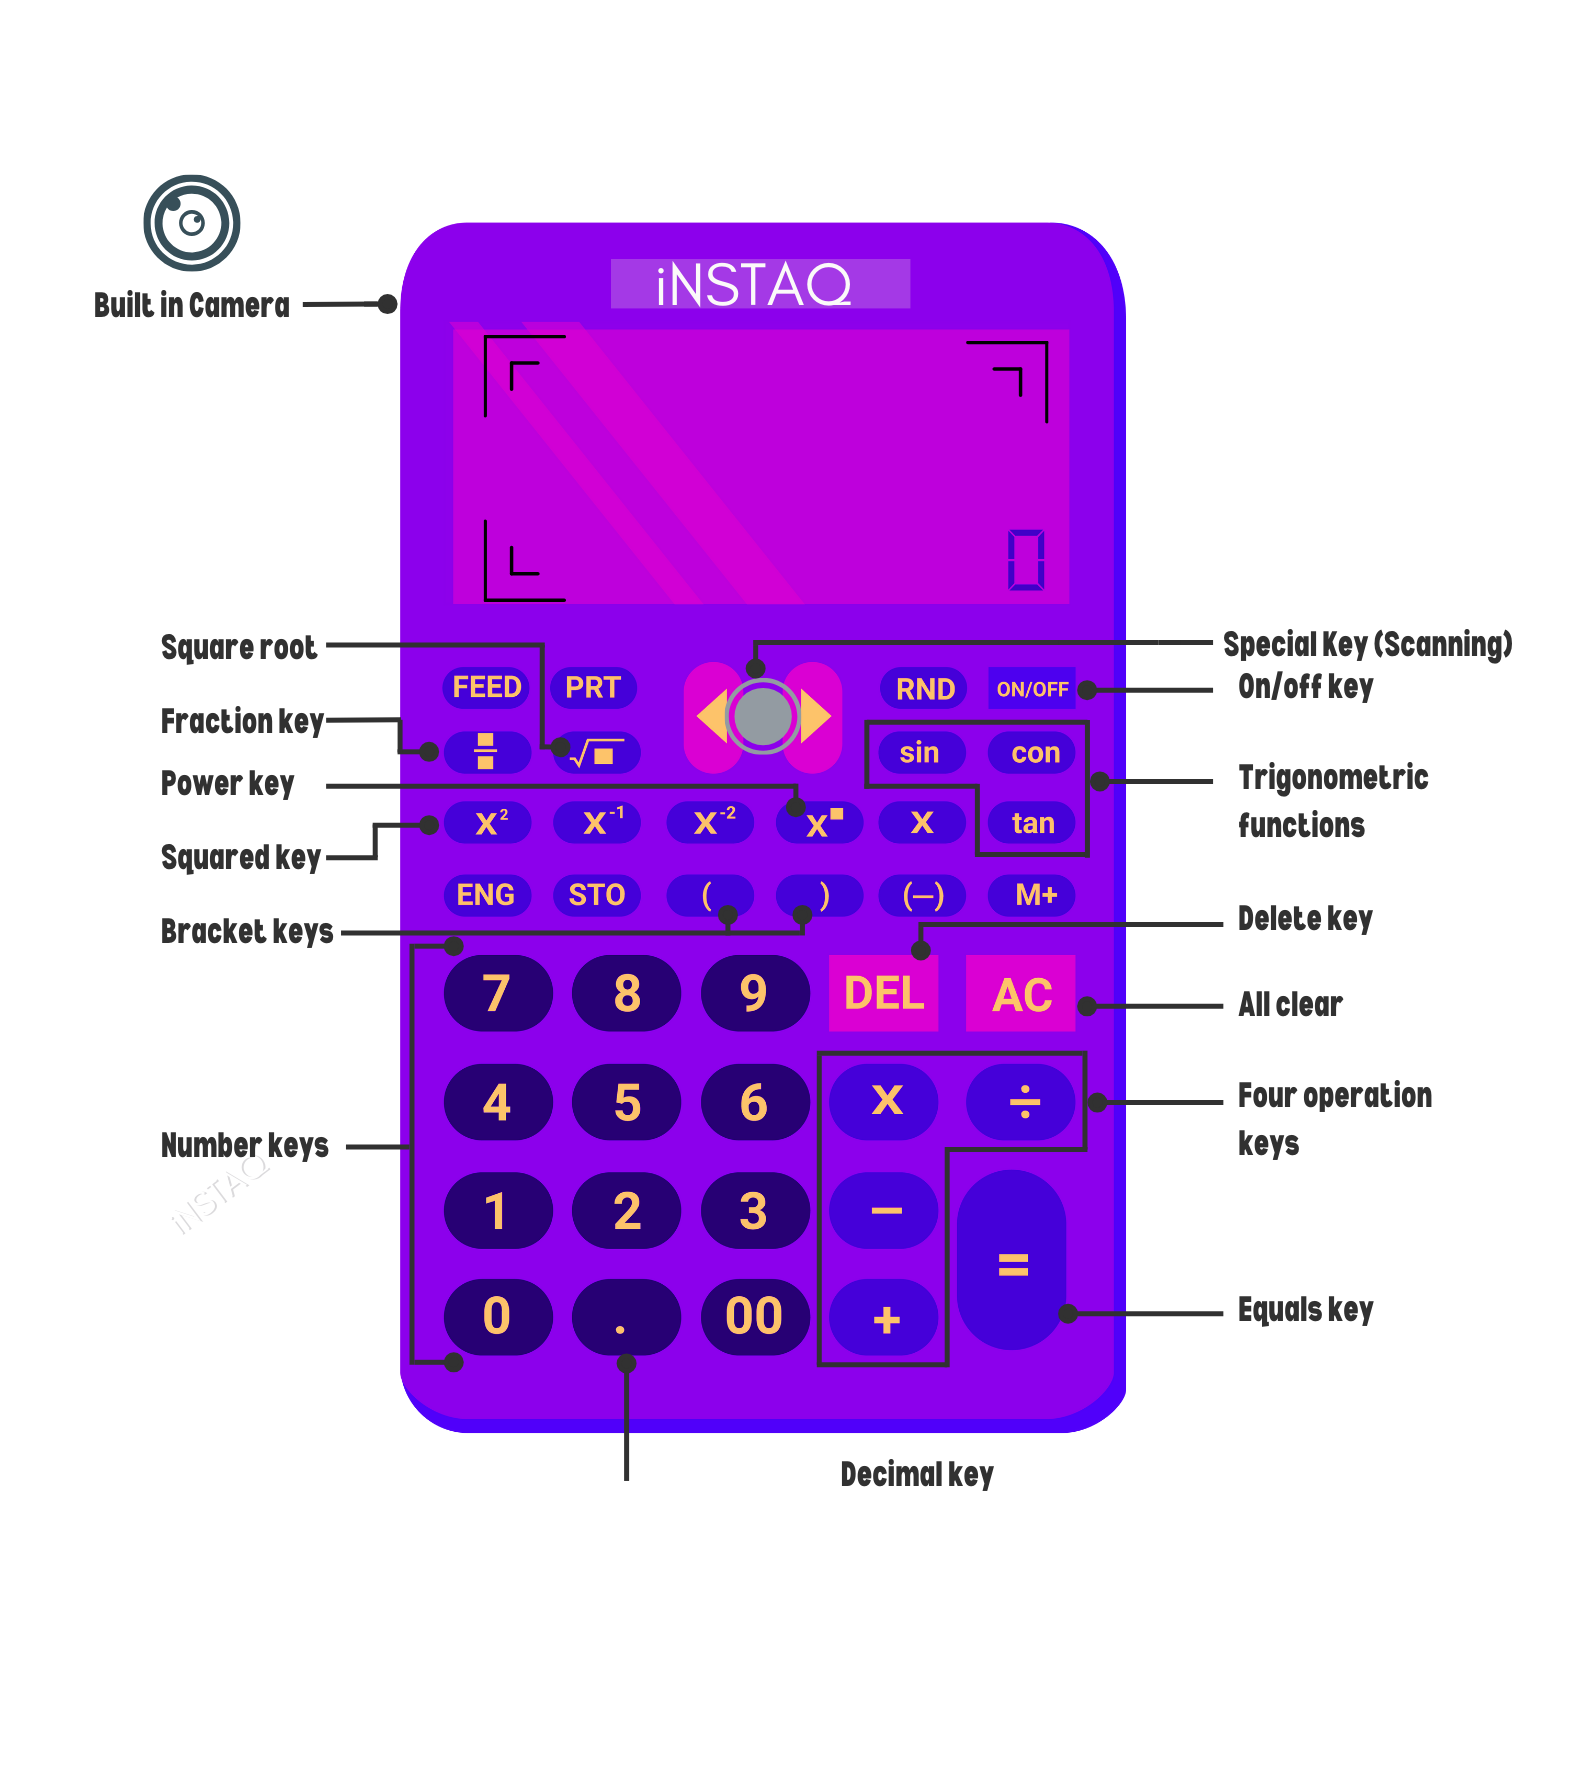 iNSTAQ
Built in Camera
0
Square root
Special Key (Scanning)
FEED PRT RND ON/OFF
On/off key
Fraction key
√ sin con
Trigonometric
functions
Power key
x² x⁻¹ x⁻² x x tan
Squared key
ENG STO ( ) (–) M+
Bracket keys
Delete key
7 8 9 DEL AC
All clear
4 5 6 x ÷
Four operation
keys
Number keys
iNSTAQ
1 2 3 –
=
0 . 00 +
Equals key
Decimal key